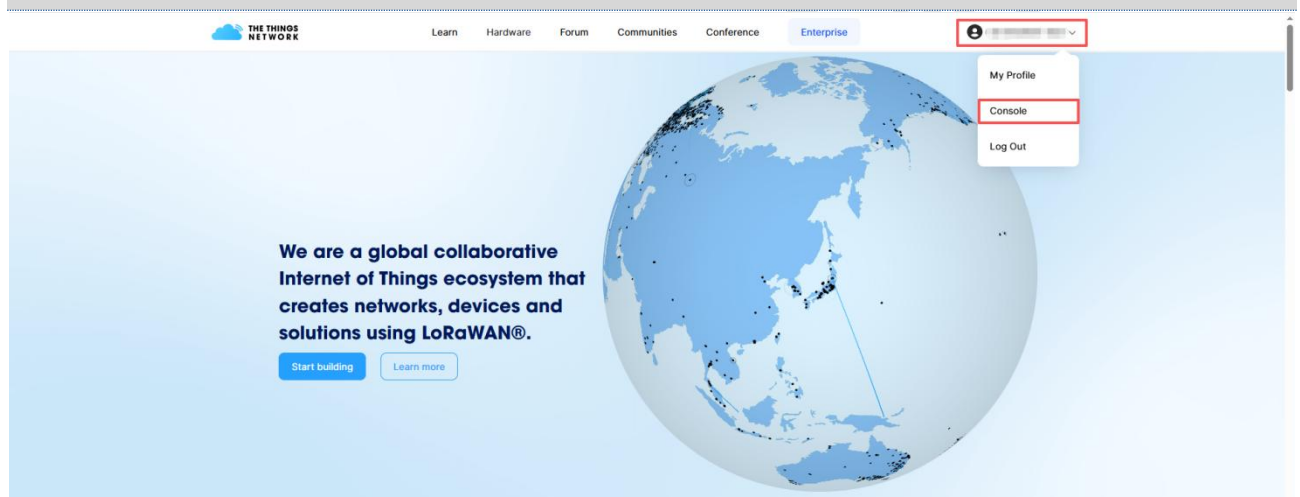 THE THINGS
NETWORK
Learn
Hardware
Forum
Communities
Conference
Enterprise
My Profile
Console
Log Out
We are a global collaborative
Internet of Things ecosystem that
creates networks, devices and
solutions using LoRaWAN®.
Start building
Learn more